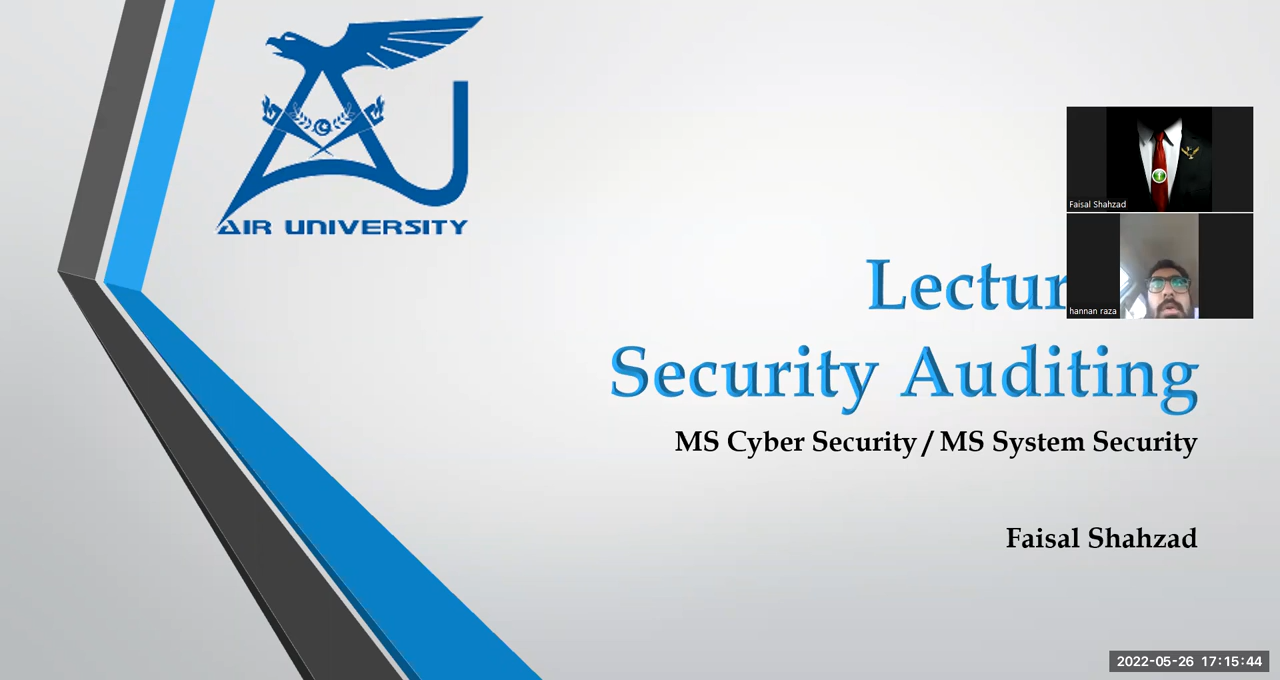 AIR UNIVERSITY
Faisal Shahzad
hannan raza
Security Auditing
MS Cyber Security / MS System Security
Faisal Shahzad
2022-05-26 17:15:44